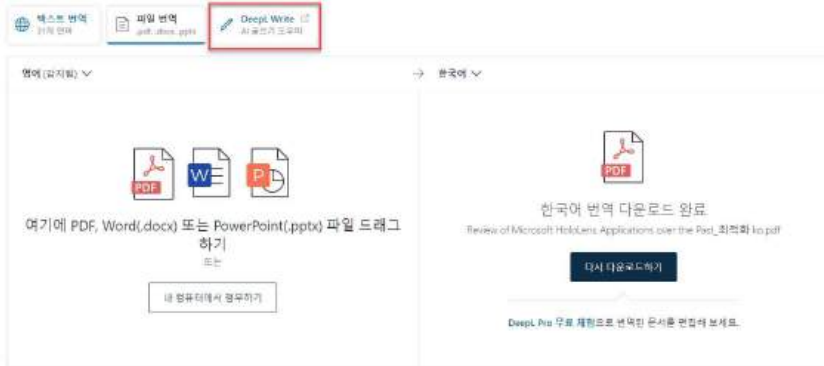 텍스트 번역
31개 언어
파일 번역
.pdf, .docx, .pptx
DeepL Write
AI 글쓰기 도우미
영어 (감지됨)
한국어
PDF
W
P
PDF
여기에 PDF, Word(.docx) 또는 PowerPoint(.pptx) 파일 드래그
하기
또는
내 컴퓨터에서 첨부하기
한국어 번역 다운로드 완료
Review of Microsoft HoloLens Applications over the Past_최적화 ko.pdf
다시 다운로드하기
DeepL Pro 무료 체험으로 번역된 문서를 편집해 보세요.